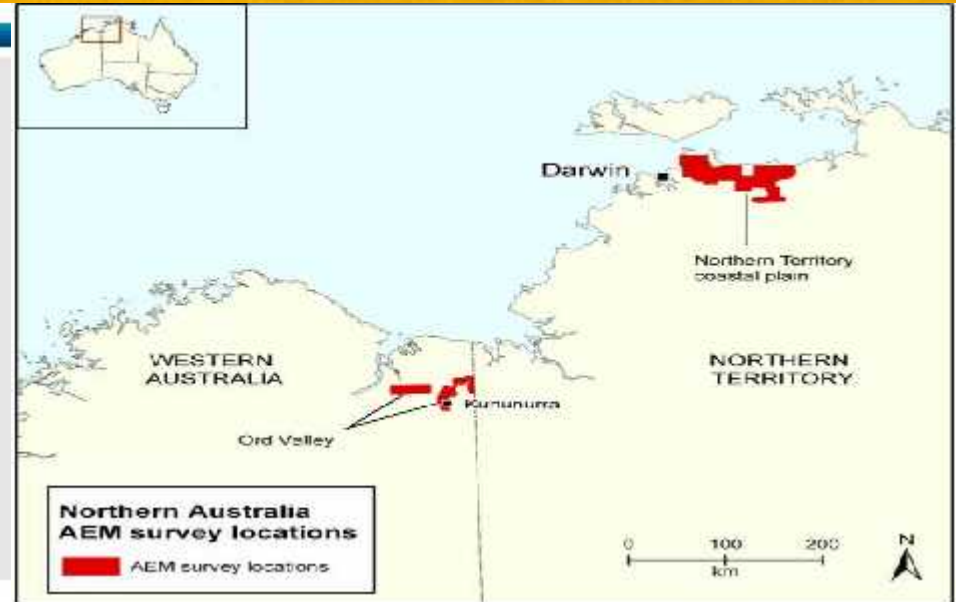 Darwin
Northern Territory
coastal plain
WESTERN
AUSTRALIA
NORTHERN
TERRITORY
Kununurra
Ord Valley
Northern Australia
AEM survey locations
AEM survey locations
0 100 200
km
N